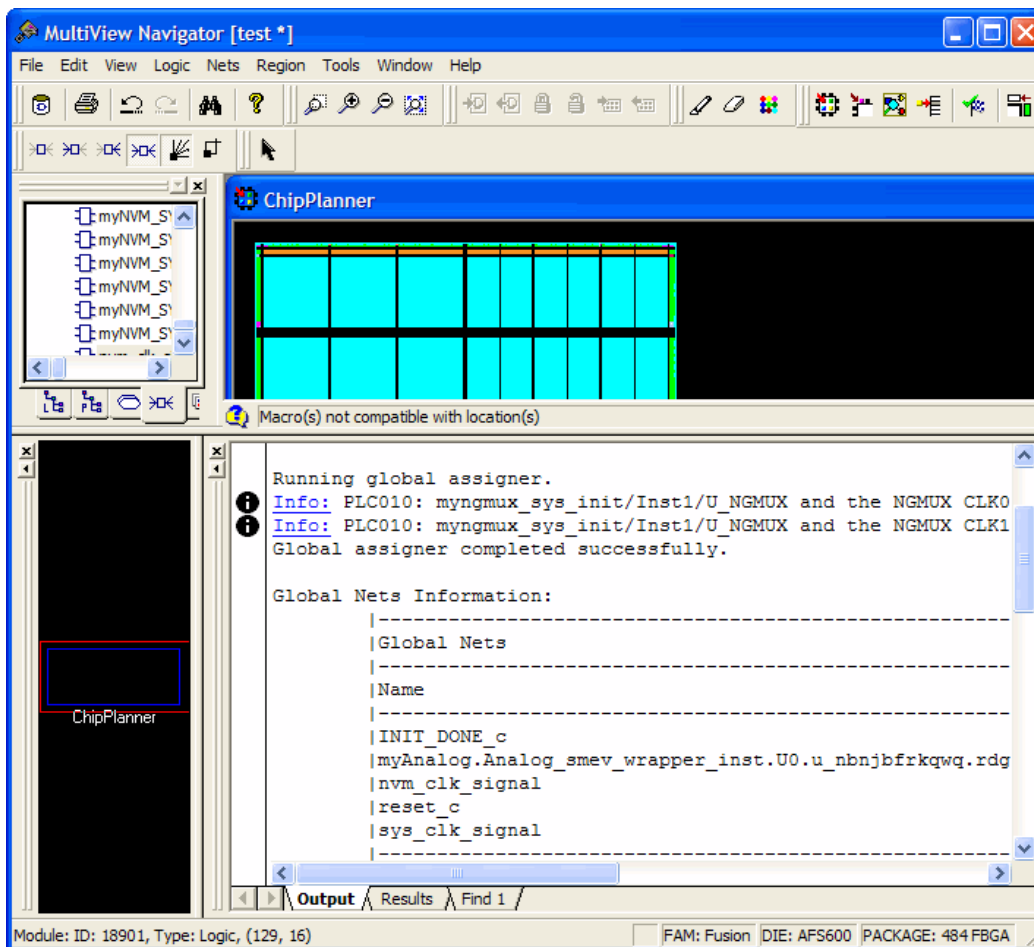 MultiView Navigator [test *]
File Edit View Logic Nets Region Tools Window Help
ChipPlanner
myNVM_S
myNVM_S
myNVM_S
myNVM_S
myNVM_S
myNVM_S
Macro(s) not compatible with location(s)
Running global assigner.
Info: PLC010: myngmux_sys_init/Inst1/U_NGMUX and the NGMUX CLK0
Info: PLC010: myngmux_sys_init/Inst1/U_NGMUX and the NGMUX CLK1
Global assigner completed successfully.
Global Nets Information:
|-------------------------------------------------------
|Global Nets
|-------------------------------------------------------
|Name
|-------------------------------------------------------
|INIT_DONE_c
|myAnalog.Analog_smev_wrapper_inst.U0.u_nbnjbfrkqwq.rdg
|nvm_clk_signal
|reset_c
|sys_clk_signal
|-------------------------------------------------------
ChipPlanner
Output Results Find 1
Module: ID: 18901, Type: Logic, (129, 16) FAM: Fusion DIE: AFS600 PACKAGE: 484 FBGA